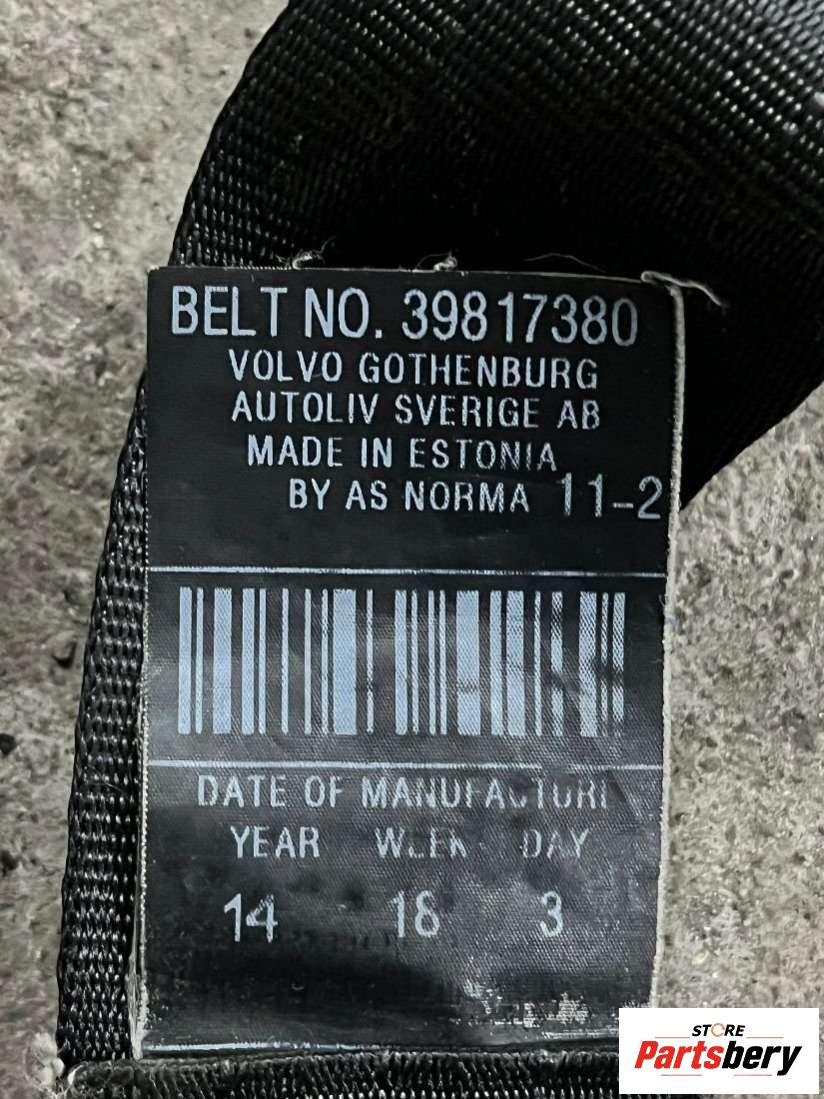 BELT NO. 39817380
VOLVO GOTHENBURG
AUTOLIV SVERIGE AB
MADE IN ESTONIA
BY AS NORMA 11-2
DATE OF MANUFACTURE
YEAR WEEK DAY
14 18 3
STORE
Partsbery